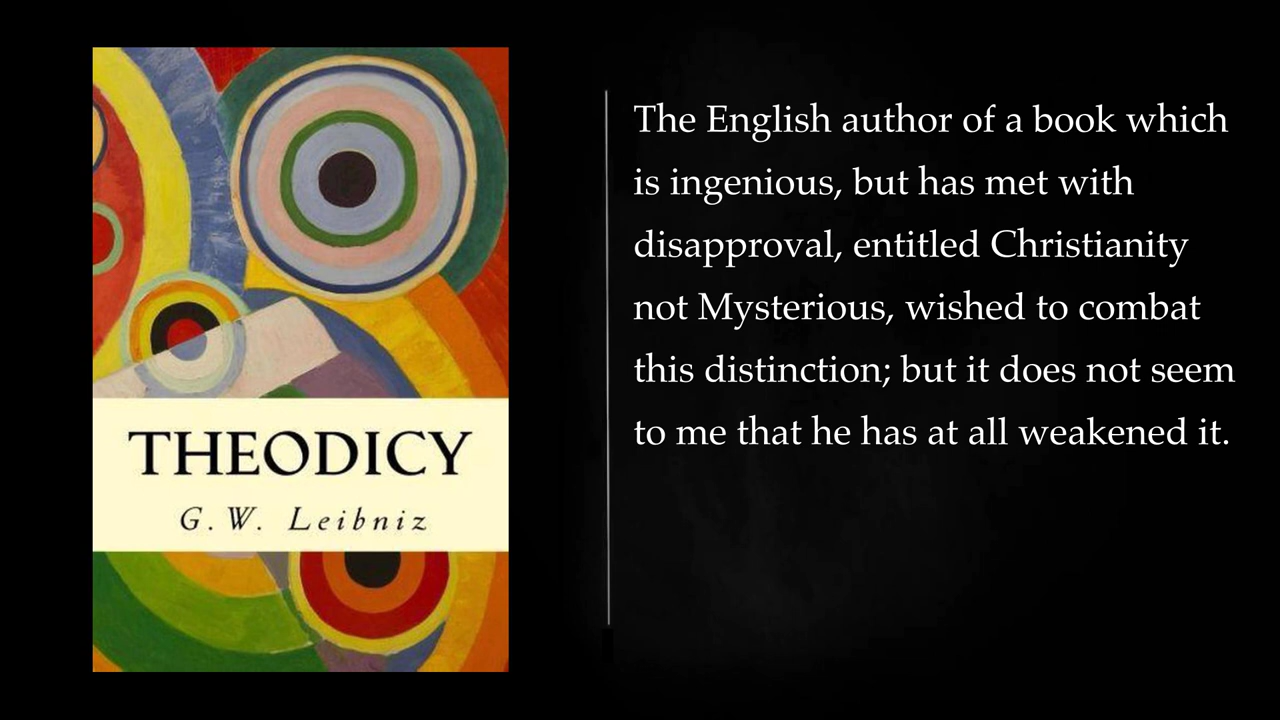 THEODICY
G. W. Leibniz
The English author of a book which
is ingenious, but has met with
disapproval, entitled Christianity
not Mysterious, wished to combat
this distinction; but it does not seem
to me that he has at all weakened it.